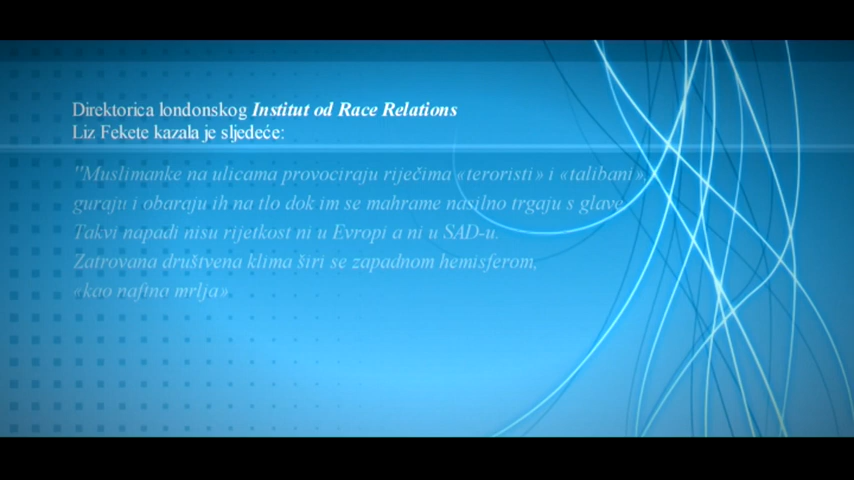 Direktorica londonskog Institut od Race Relations
Liz Fekete kazala je sljedeće:
"Muslimanke na ulicama provociraju riječima «teroristi» i «talibani»,
guraju i obaraju ih na tlo dok im se mahrame nasilno trgaju s glave.
Takvi napadi nisu rijetkost ni u Evropi a ni u SAD-u.
Zatrovana društvena klima širi se zapadnom hemisferom,
«kao naftna mrlja».